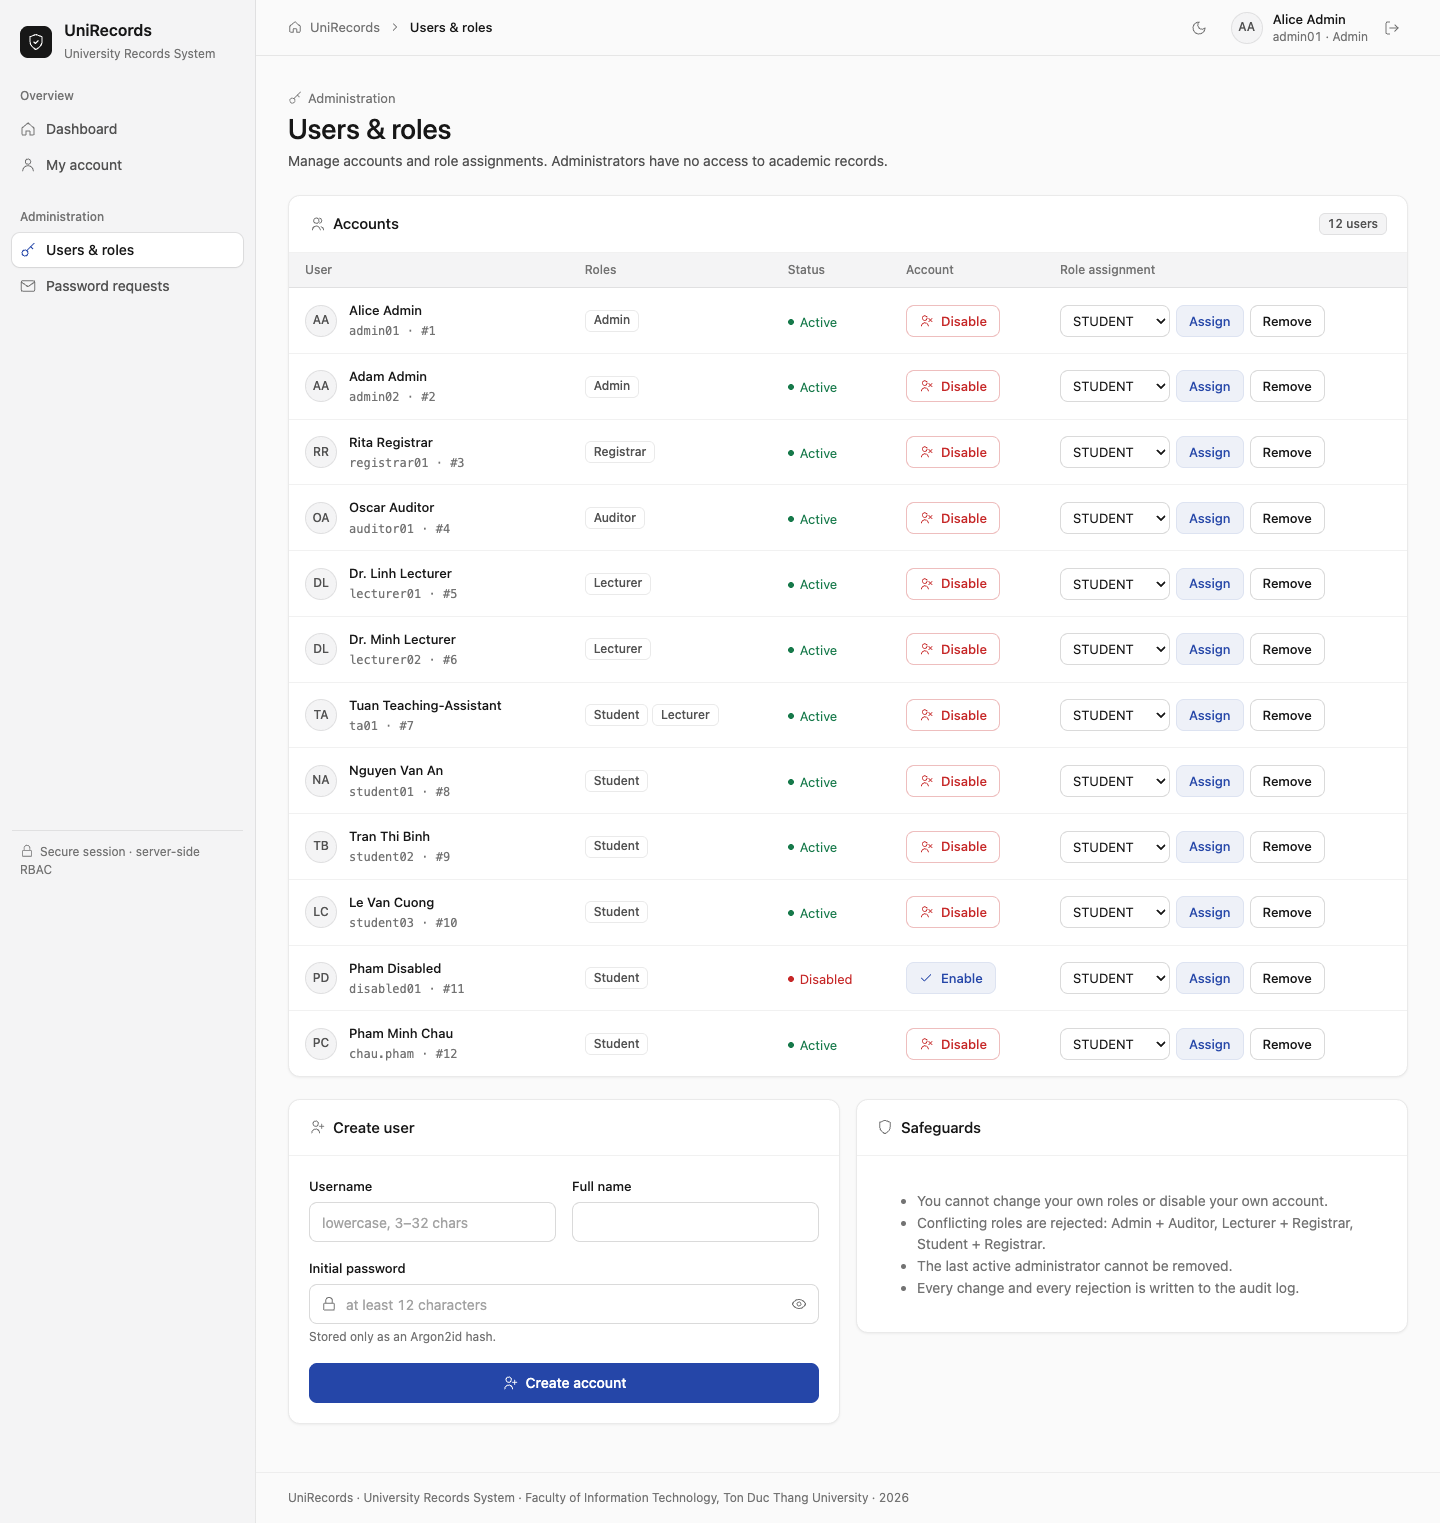 UniRecords
University Records System
Overview
Dashboard
My account
Administration
Users & roles
Password requests
Secure session · server-side
RBAC
UniRecords > Users & roles
AA
Alice Admin
admin01 · Admin
Administration
Users & roles
Manage accounts and role assignments. Administrators have no access to academic records.
Accounts
12 users
User Roles Status Account Role assignment
AA Alice Admin Admin Active Disable STUDENT Assign Remove
admin01 · #1
AA Adam Admin Admin Active Disable STUDENT Assign Remove
admin02 · #2
RR Rita Registrar Registrar Active Disable STUDENT Assign Remove
registrar01 · #3
OA Oscar Auditor Auditor Active Disable STUDENT Assign Remove
auditor01 · #4
DL Dr. Linh Lecturer Lecturer Active Disable STUDENT Assign Remove
lecturer01 · #5
DL Dr. Minh Lecturer Lecturer Active Disable STUDENT Assign Remove
lecturer02 · #6
TA Tuan Teaching-Assistant Student Lecturer Active Disable STUDENT Assign Remove
ta01 · #7
NA Nguyen Van An Student Active Disable STUDENT Assign Remove
student01 · #8
TB Tran Thi Binh Student Active Disable STUDENT Assign Remove
student02 · #9
LC Le Van Cuong Student Active Disable STUDENT Assign Remove
student03 · #10
PD Pham Disabled Student Disabled Enable STUDENT Assign Remove
disabled01 · #11
PC Pham Minh Chau Student Active Disable STUDENT Assign Remove
chau.pham · #12
Create user
Username Full name
lowercase, 3–32 chars
Initial password
at least 12 characters
Stored only as an Argon2id hash.
Create account
Safeguards
• You cannot change your own roles or disable your own account.
• Conflicting roles are rejected: Admin + Auditor, Lecturer + Registrar,
Student + Registrar.
• The last active administrator cannot be removed.
• Every change and every rejection is written to the audit log.
UniRecords · University Records System · Faculty of Information Technology, Ton Duc Thang University · 2026